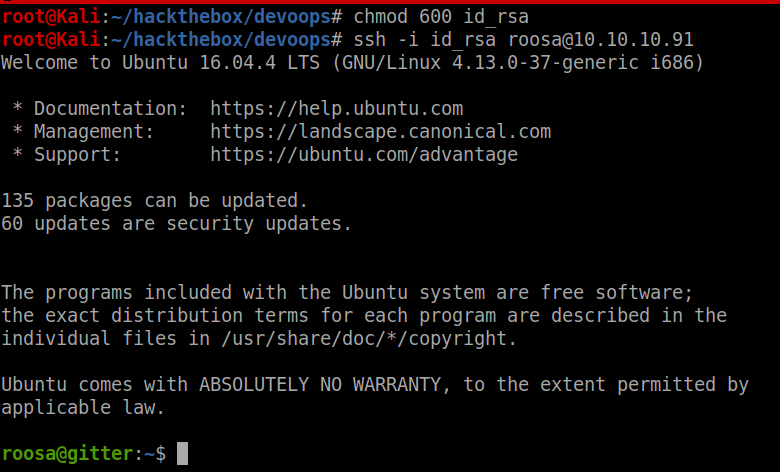 root@Kali:~/hackthebox/devoops# chmod 600 id_rsa
root@Kali:~/hackthebox/devoops# ssh -i id_rsa roosa@10.10.10.91
Welcome to Ubuntu 16.04.4 LTS (GNU/Linux 4.13.0-37-generic i686)
 * Documentation:  https://help.ubuntu.com
 * Management:     https://landscape.canonical.com
 * Support:        https://ubuntu.com/advantage
135 packages can be updated.
60 updates are security updates.
The programs included with the Ubuntu system are free software;
the exact distribution terms for each program are described in the
individual files in /usr/share/doc/*/copyright.
Ubuntu comes with ABSOLUTELY NO WARRANTY, to the extent permitted by
applicable law.
roosa@gitter:~$